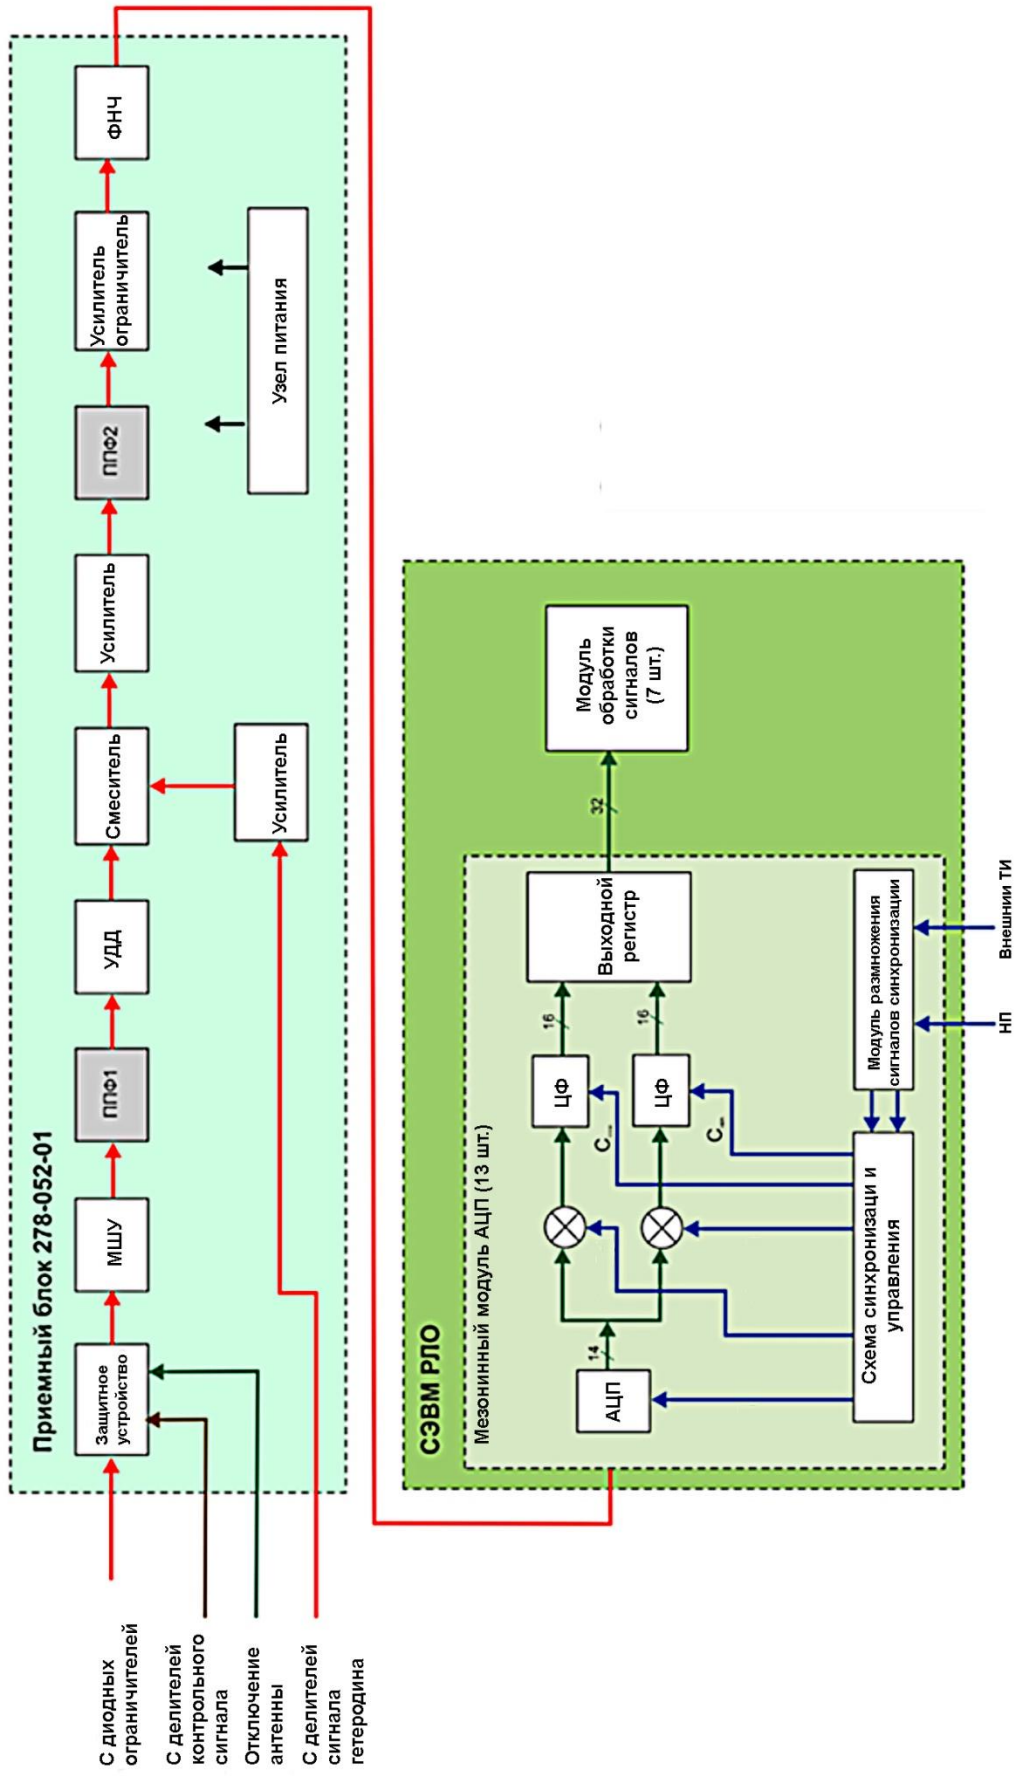 Приемный блок 278-052-01
С диодных
ограничителей
С делителей
контрольного
сигнала
Отключение
антенны
С делителей
сигнала
гетеродина
Защитное
устройство
МШУ
ППФ1
УДД
Смеситель
Усилитель
ППФ2
Усилитель
ограничитель
ФНЧ
Усилитель
Узел питания
СЭВМ РЛО
Мезонинный модуль АЦП (13 шт.)
АЦП
14
ЦФ
16
С
ЦФ
16
С
Выходной
регистр
32
Модуль
обработки
сигналов
(7 шт.)
Схема синхронизаци и
управления
Модуль размножения
сигналов синхронизации
НП
Внешнии ТИ